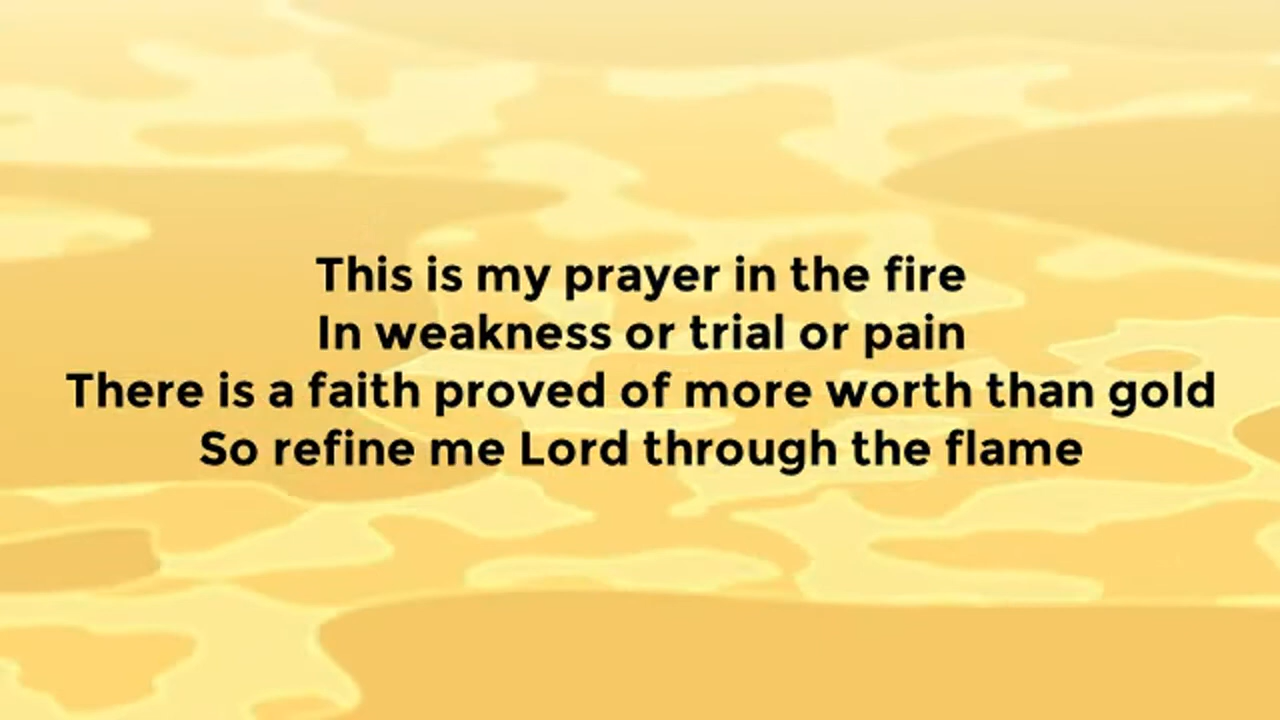 This is my prayer in the fire
In weakness or trial or pain
There is a faith proved of more worth than gold
So refine me Lord through the flame